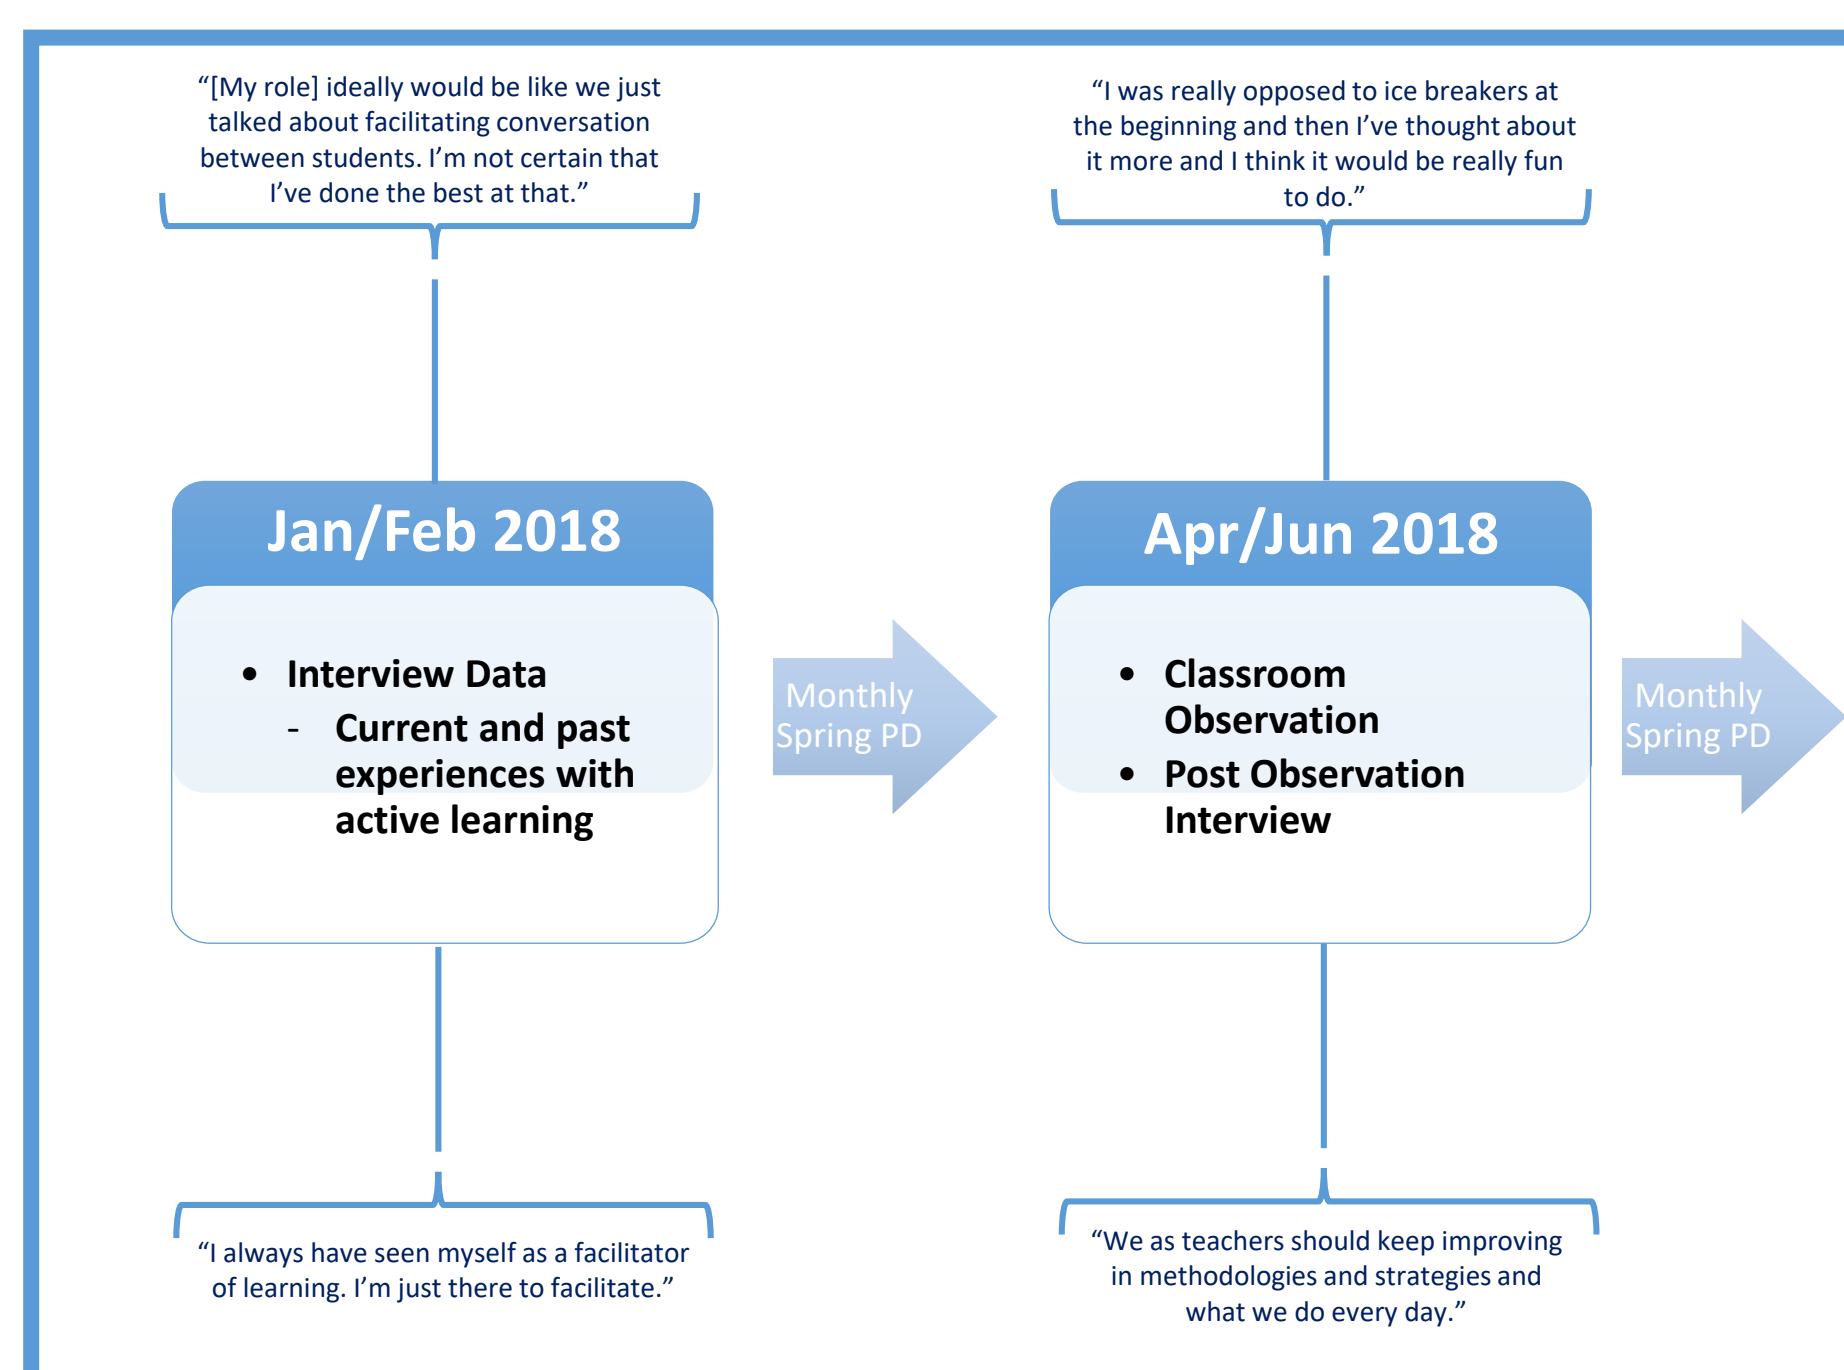 “[My role] ideally would be like we just
talked about facilitating conversation
between students. I’m not certain that
I’ve done the best at that.”
“I was really opposed to ice breakers at
the beginning and then I’ve thought about
it more and I think it would be really fun
to do.”
Jan/Feb 2018
• Interview Data
- Current and past
experiences with
active learning
Monthly
Spring PD
Apr/Jun 2018
• Classroom
Observation
• Post Observation
Interview
Monthly
Spring PD
“I always have seen myself as a facilitator
of learning. I’m just there to facilitate.”
“We as teachers should keep improving
in methodologies and strategies and
what we do every day.”